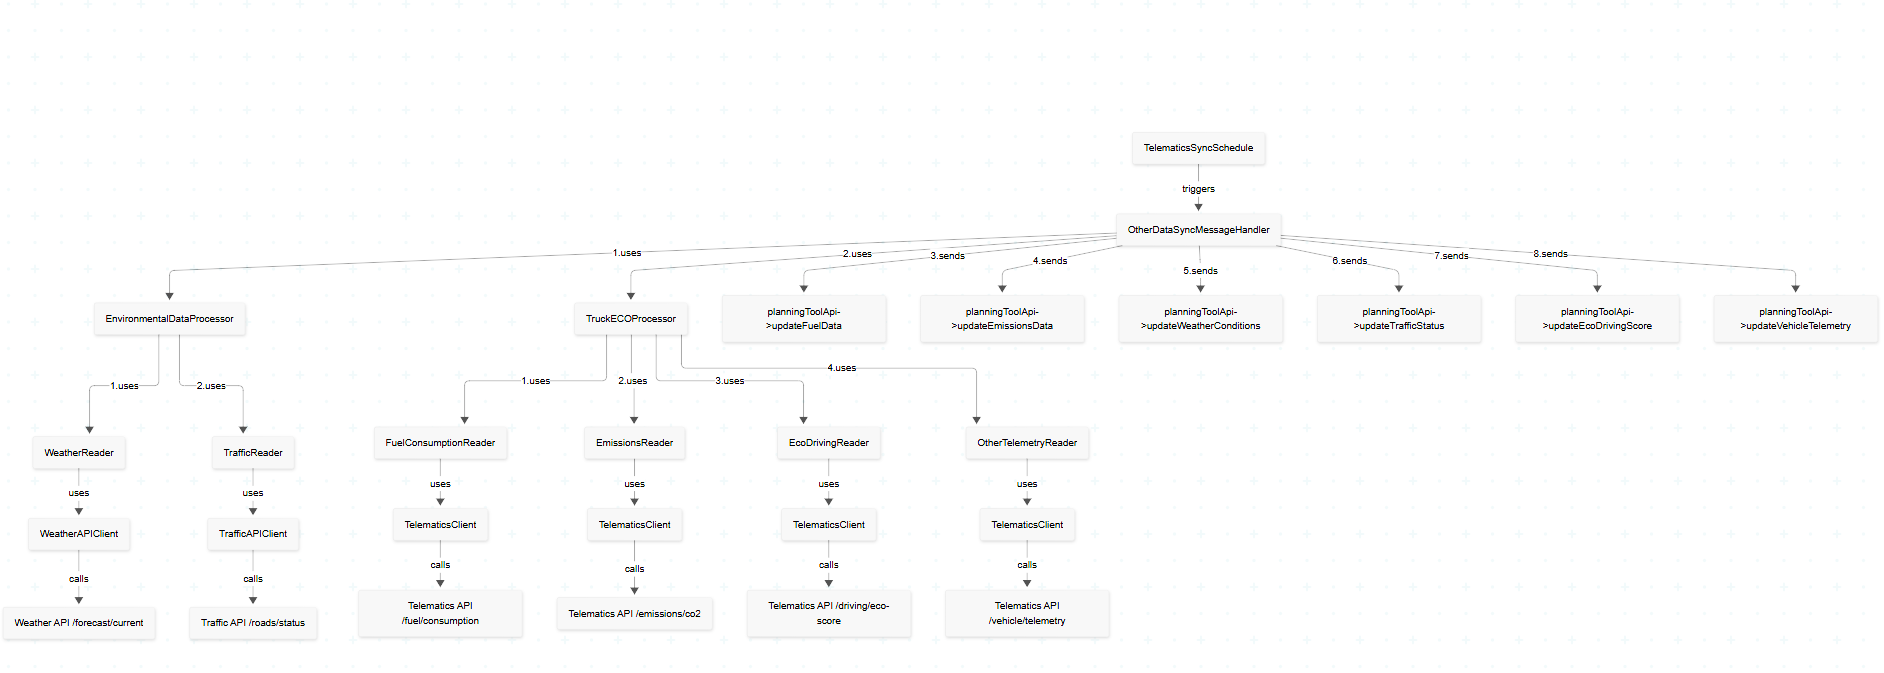 TelematicsSyncSchedule
triggers
OtherDataSyncMessageHandler
1.uses
2.uses
3.sends
4.sends
5.sends
6.sends
7.sends
8.sends
EnvironmentalDataProcessor
TruckECOProcessor
planningToolApi-
>updateFuelData
planningToolApi-
>updateEmissionsData
planningToolApi-
>updateWeatherConditions
planningToolApi-
>updateTrafficStatus
planningToolApi-
>updateEcoDrivingScore
planningToolApi-
>updateVehicleTelemetry
1.uses
2.uses
1.uses
2.uses
3.uses
4.uses
WeatherReader
TrafficReader
FuelConsumptionReader
EmissionsReader
EcoDrivingReader
OtherTelemetryReader
uses
uses
uses
uses
uses
uses
WeatherAPIClient
TrafficAPIClient
TelematicsClient
TelematicsClient
TelematicsClient
TelematicsClient
calls
calls
calls
calls
calls
calls
Weather API /forecast/current
Traffic API /roads/status
Telematics API
/fuel/consumption
Telematics API /emissions/co2
Telematics API /driving/eco-
score
Telematics API
/vehicle/telemetry